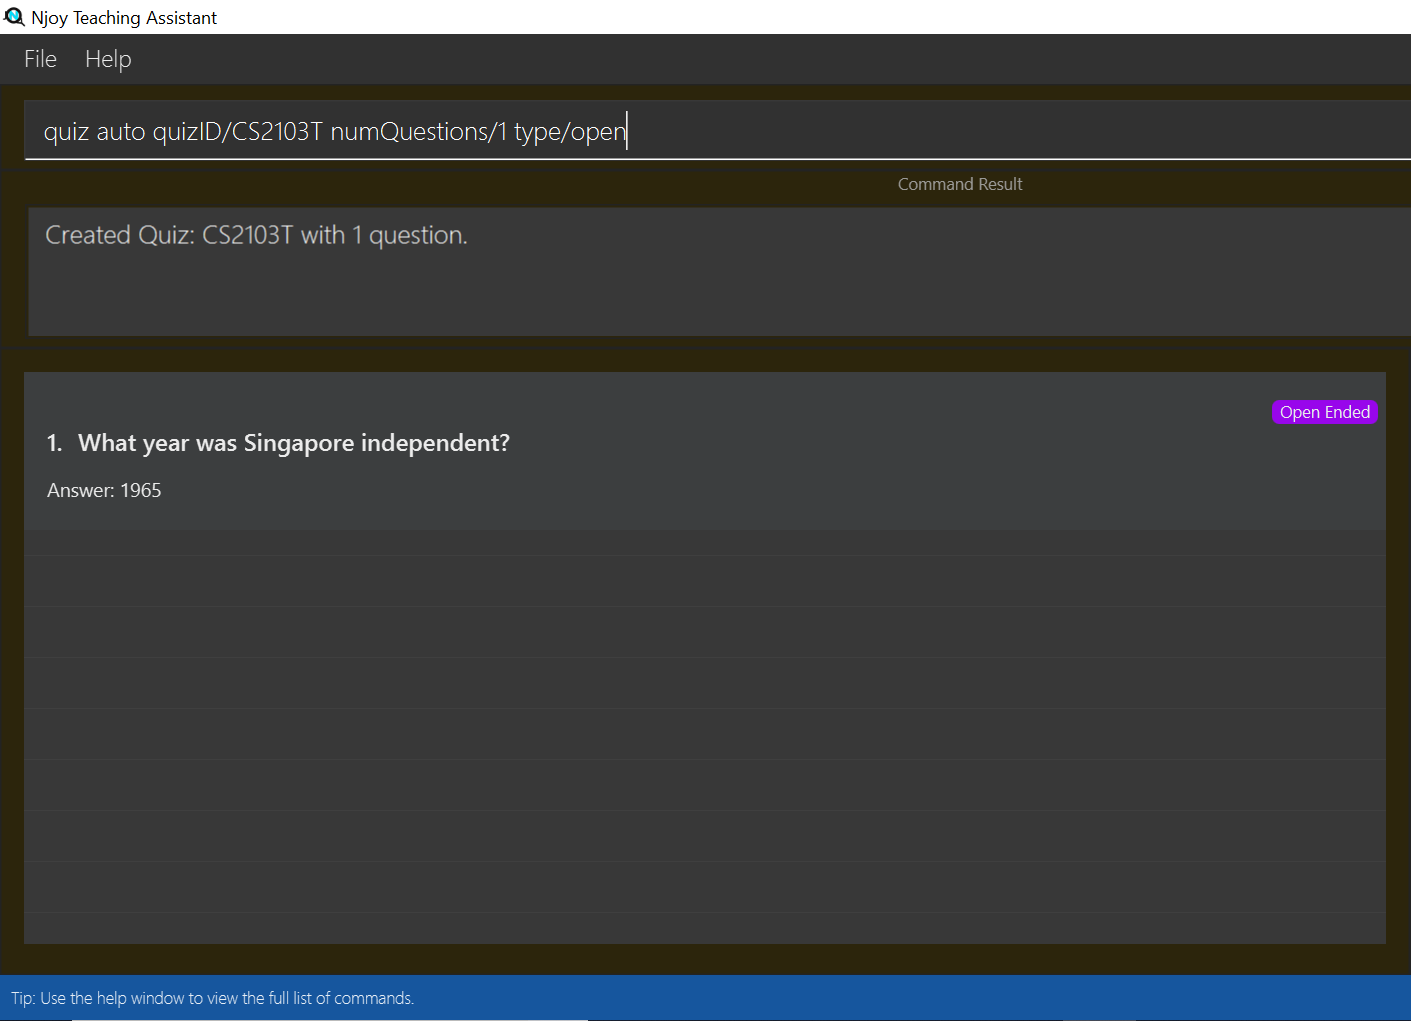 Njoy Teaching Assistant
File Help
quiz auto quizID/CS2103T numQuestions/1 type/open
Command Result
Created Quiz: CS2103T with 1 question.
Open Ended
1. What year was Singapore independent?
Answer: 1965
Tip: Use the help window to view the full list of commands.